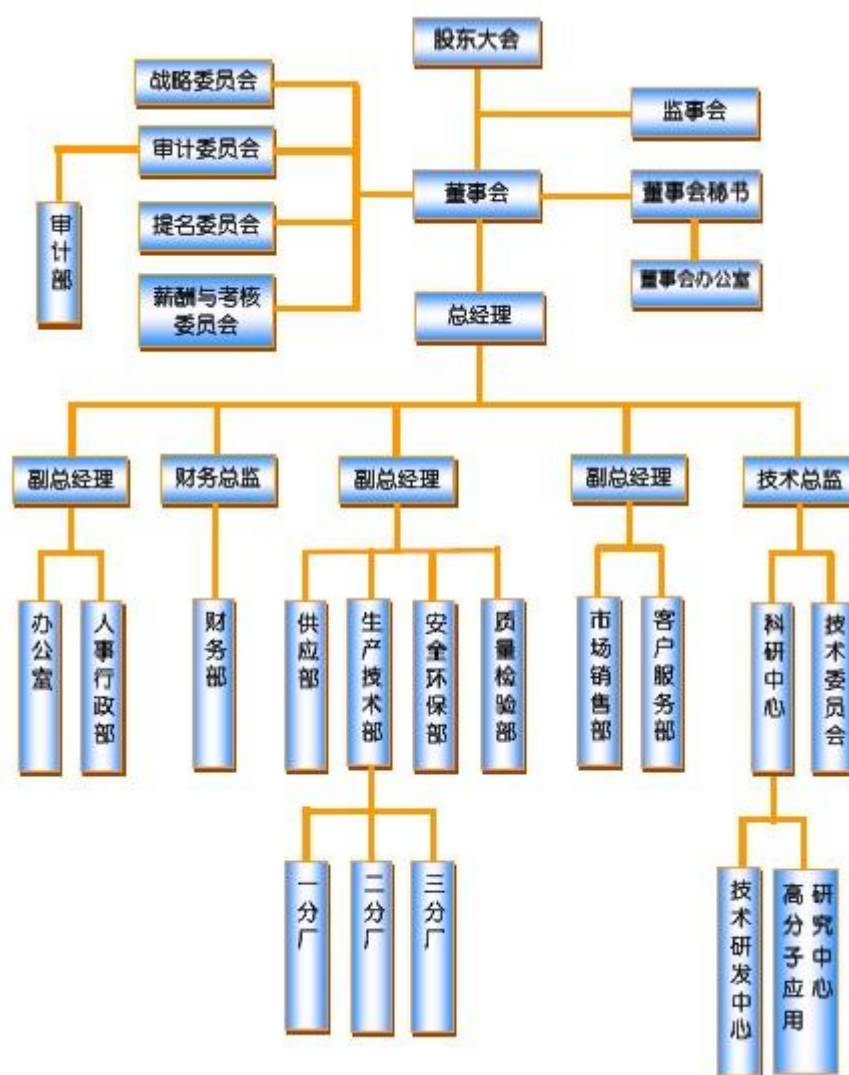 股东大会
战略委员会
监事会
审计委员会
董事会
董事会秘书
审计部
提名委员会
董事会办公室
薪酬与考核
委员会
总经理
副总经理
财务总监
副总经理
副总经理
技术总监
办公室
人事行政部
财务部
供应部
生产技术部
安全环保部
质量检验部
市场销售部
客户服务部
科研中心
技术委员会
一分厂
二分厂
三分厂
技术研发中心
高分子应用
研究中心